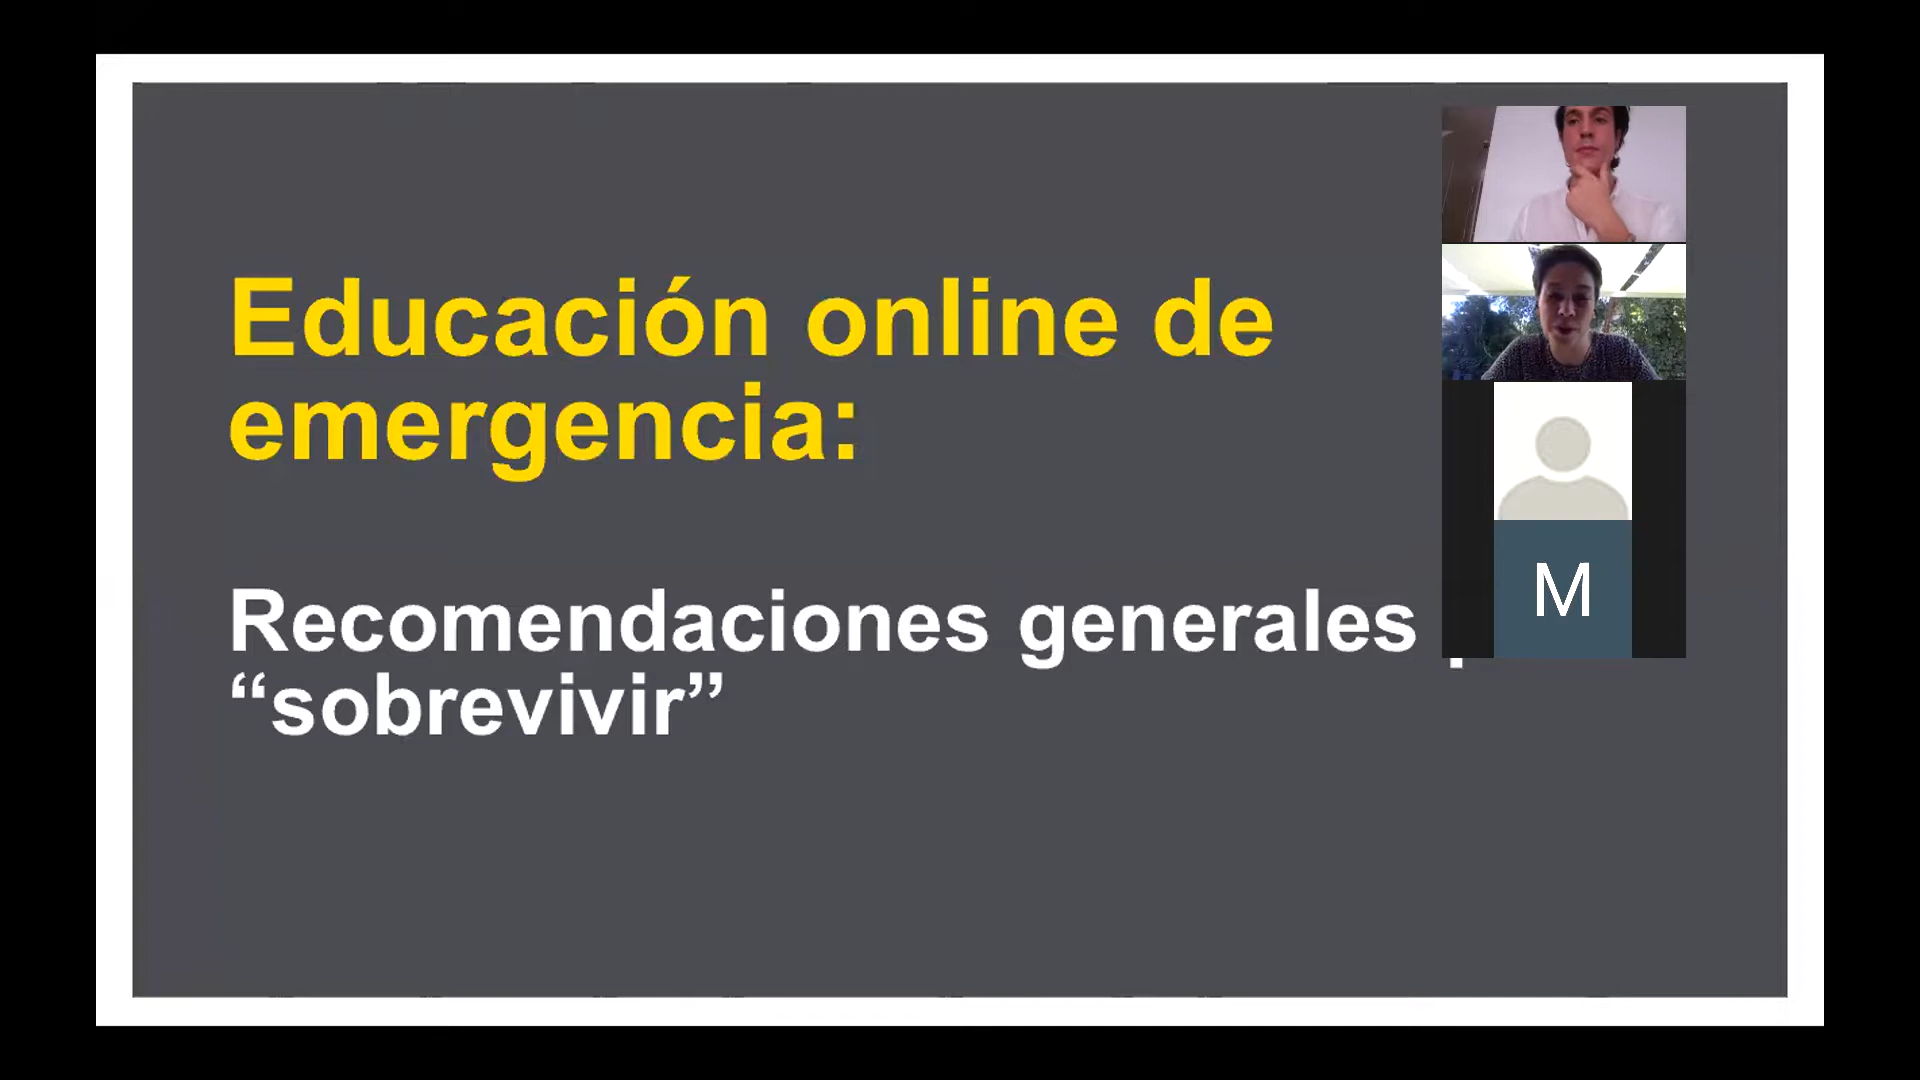 Educación online de
emergencia:
Recomendaciones generales
“sobrevivir”
M